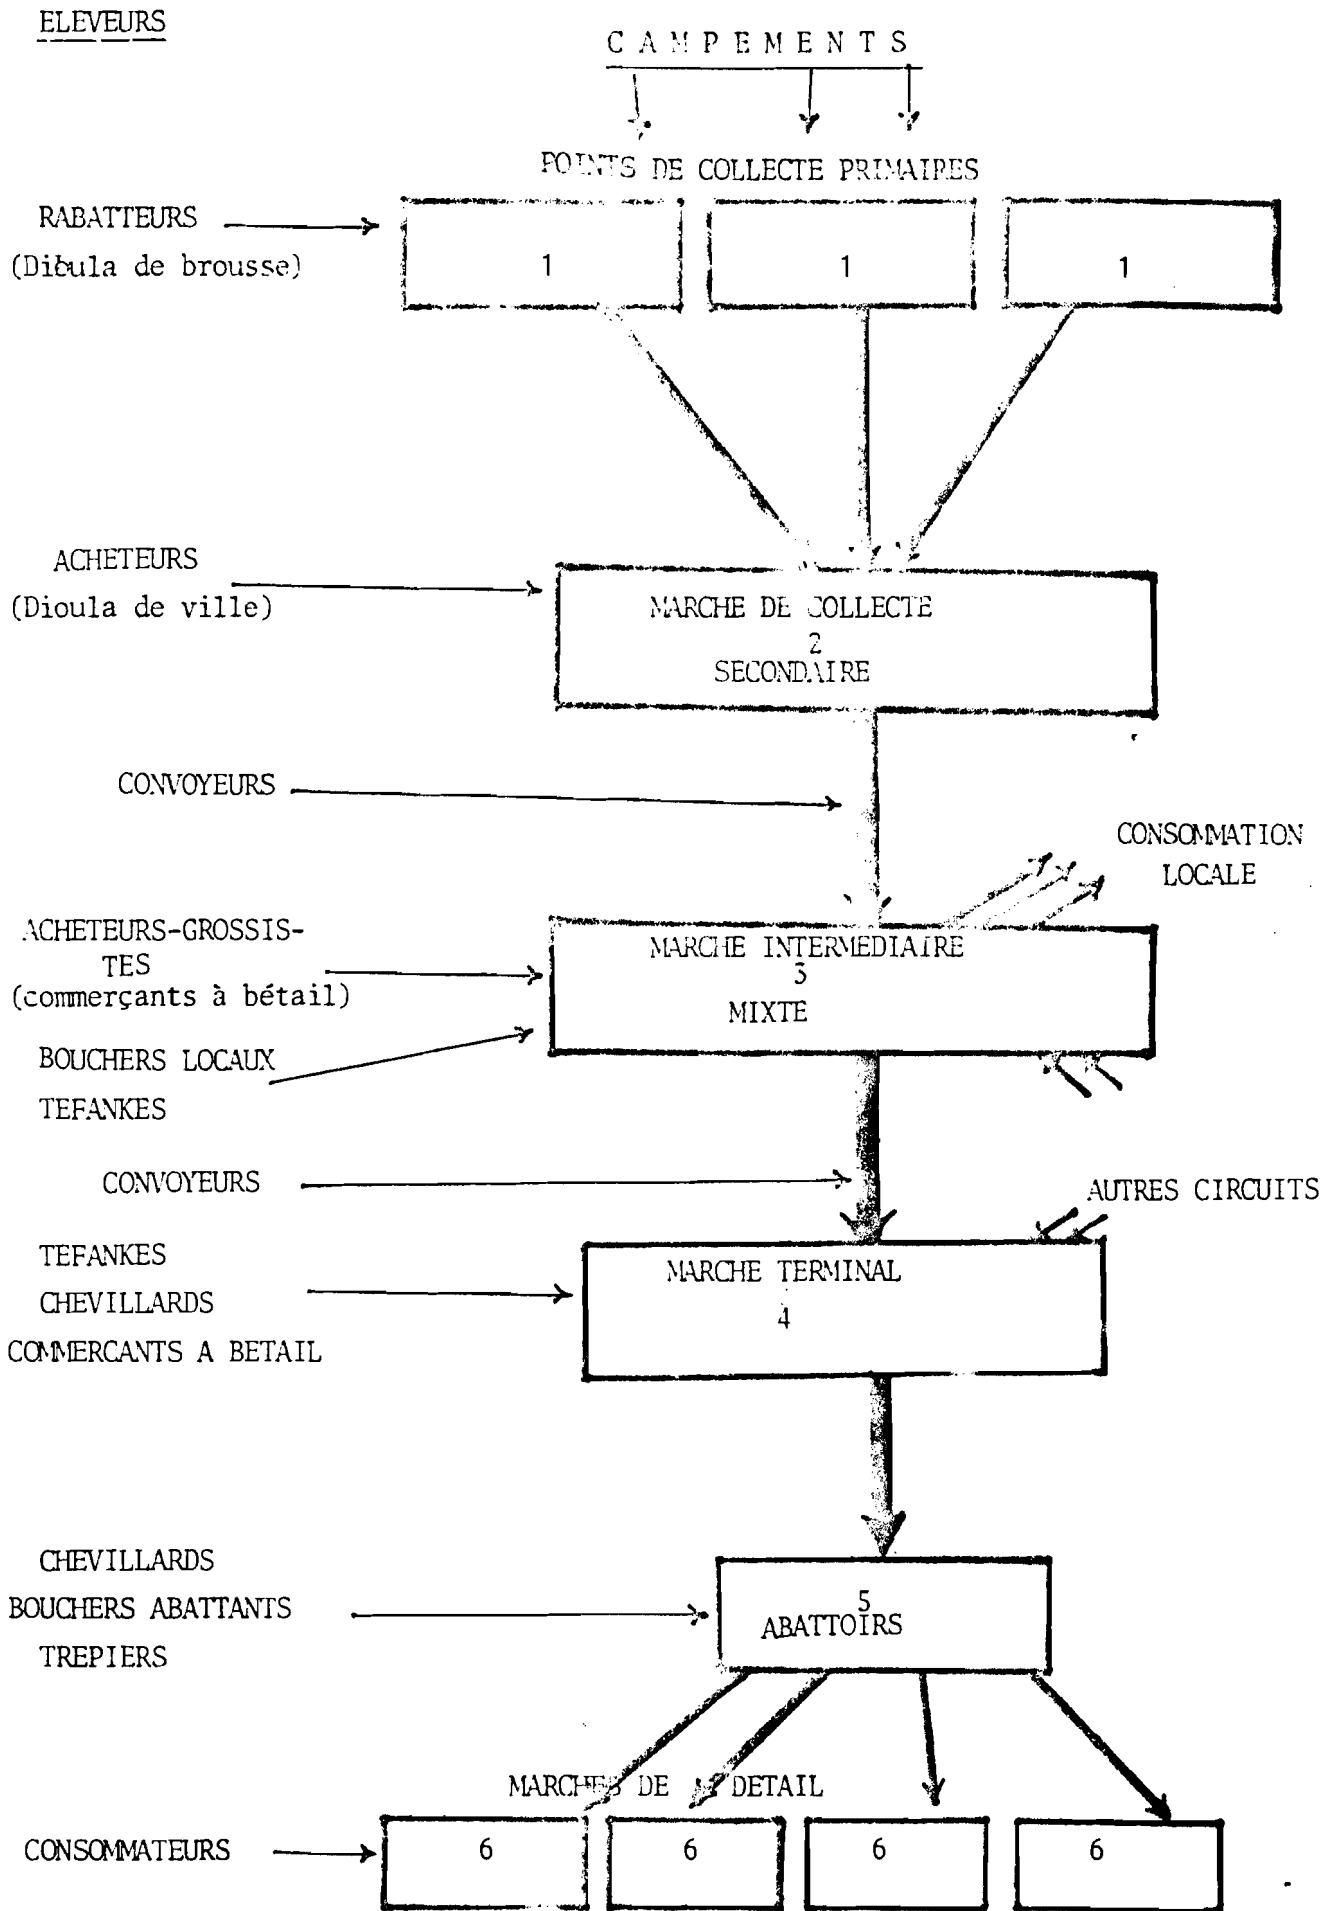 ELEVEURS
C A M P E M E N T S
POINTS DE COLLECTE PRIMAIRES
RABATTEURS
(Dioula de brousse)
1 1 1
ACHETEURS
(Dioula de ville)
MARCHE DE COLLECTE
2
SECONDAIRE
CONVOYEURS
CONSOMMATION
LOCALE
ACHETEURS-GROSSIS-
TES
(commerçants à bétail)
MARCHE INTERMEDIAIRE
3
MIXTE
BOUCHERS LOCAUX
TEFANKES
CONVOYEURS
AUTRES CIRCUITS
TEFANKES
CHEVILLARDS
COMMERCANTS A BETAIL
MARCHE TERMINAL
4
CHEVILLARDS
BOUCHERS ABATTANTS
TREPIERS
5
ABATTOIRS
MARCHES DE DETAIL
CONSOMMATEURS
6 6 6 6